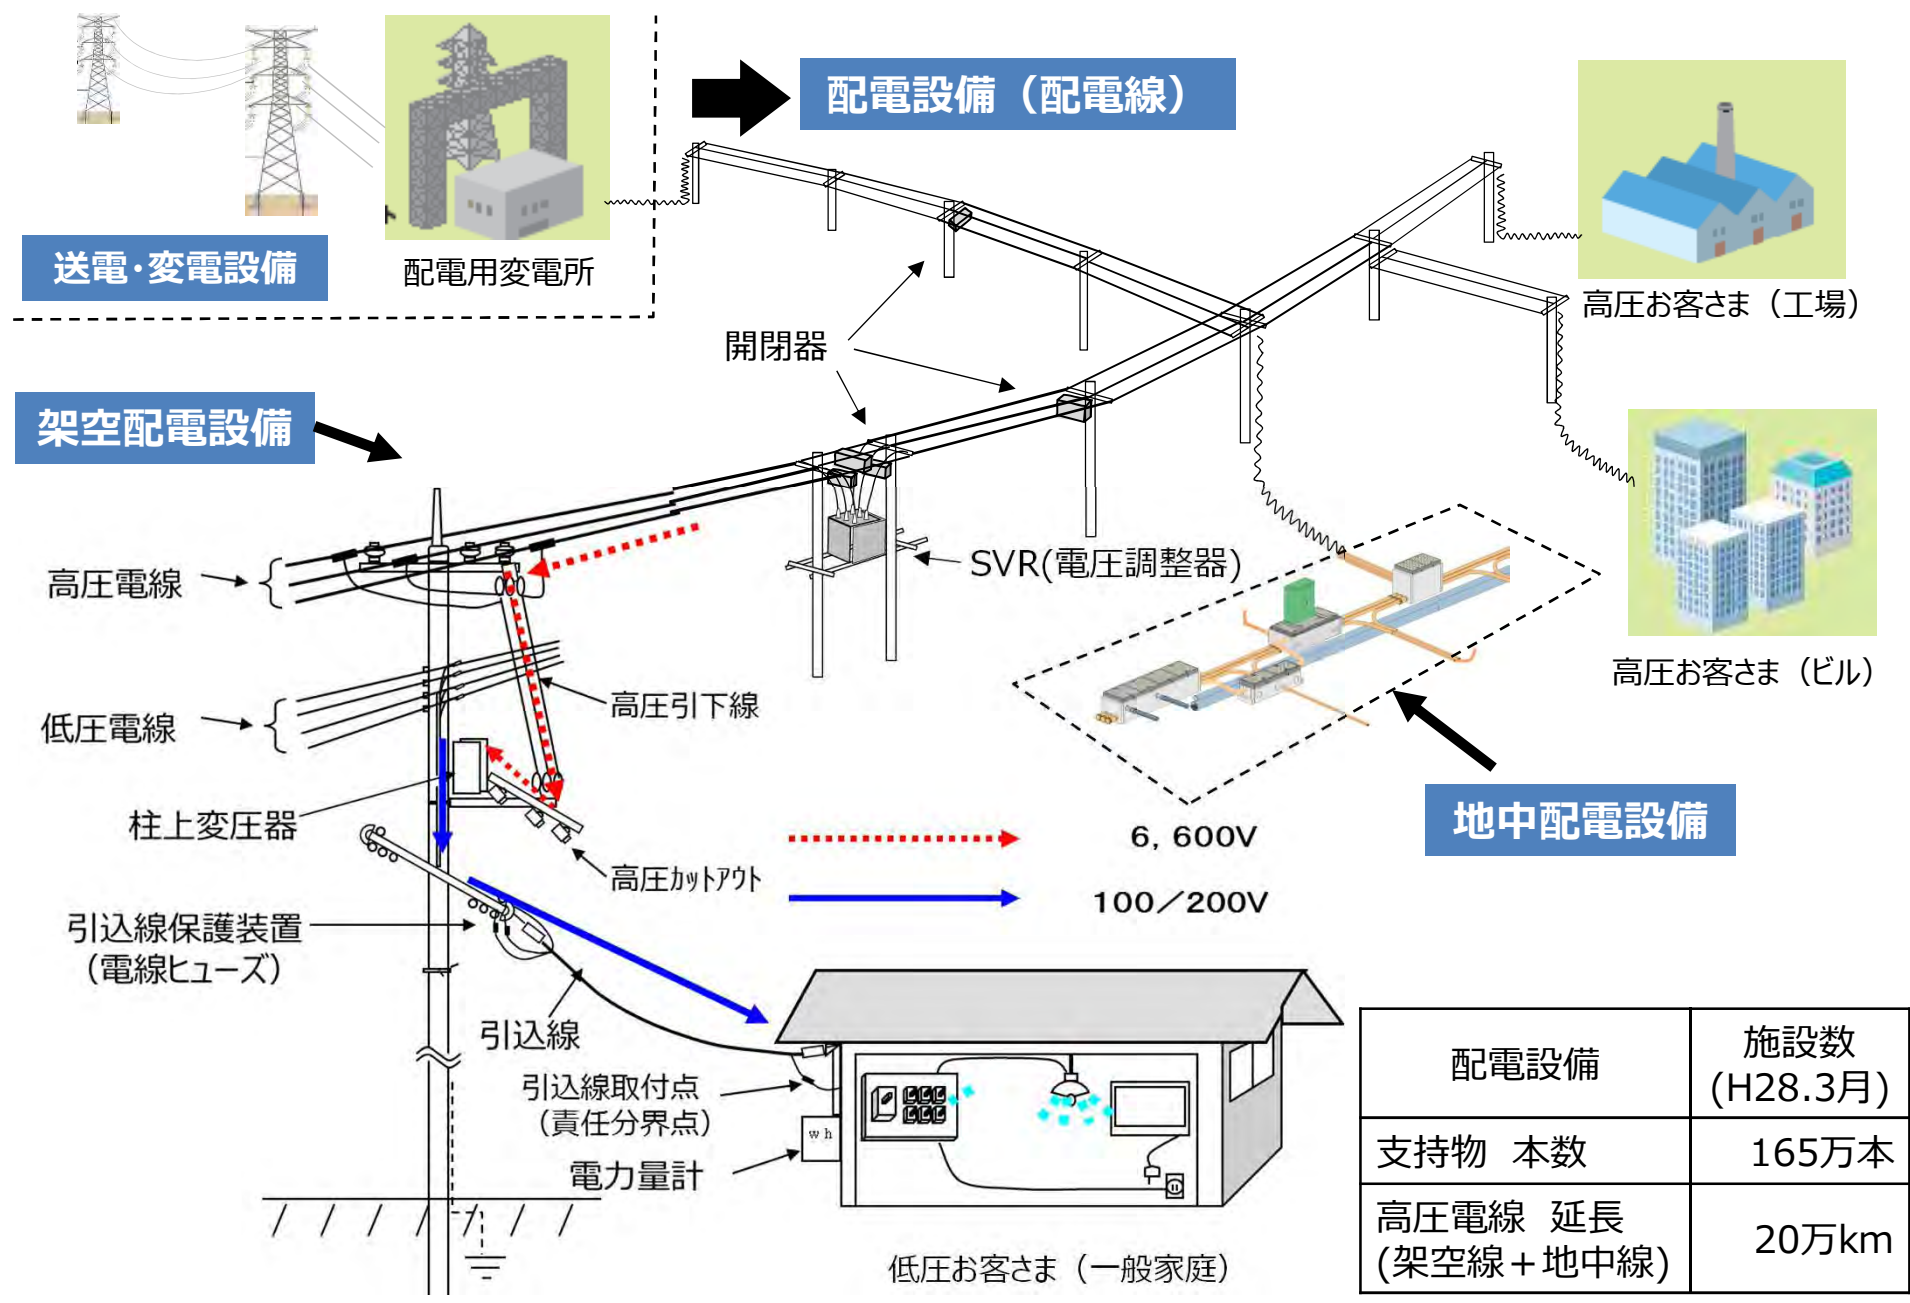 配電設備（配電線）
送電・変電設備
配電用変電所
高圧お客さま（工場）
開閉器
架空配電設備
SVR(電圧調整器)
高圧電線
高圧お客さま（ビル）
高圧引下線
低圧電線
柱上変圧器
地中配電設備
6，600V
高圧ｶｯﾄｱｳﾄ
100／200V
引込線保護装置
（電線ヒューズ）
引込線
引込線取付点
（責任分界点）
wh
電力量計
低圧お客さま（一般家庭）
配電設備
施設数
(H28.3月)
支持物　本数
165万本
高圧電線　延長
(架空線＋地中線)
20万km